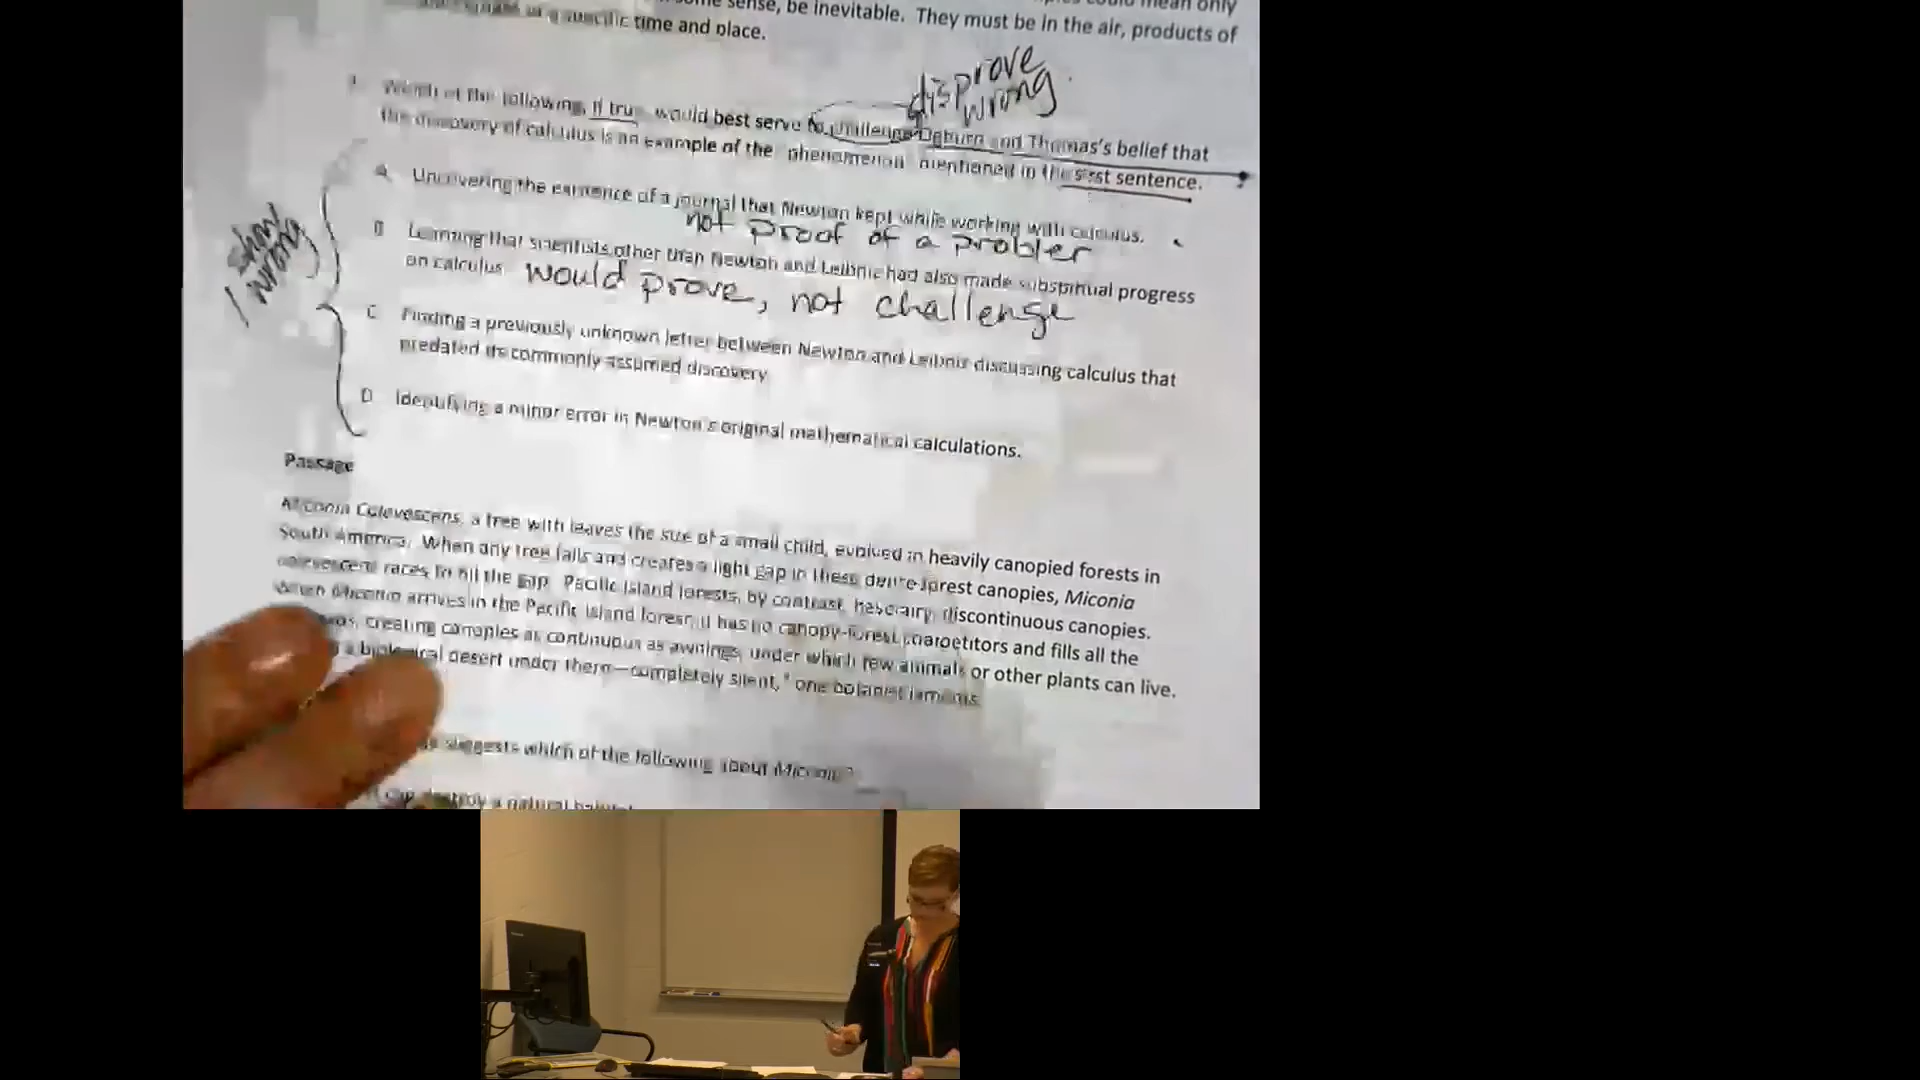 sense, be inevitable. They must be in the air, products of
specific time and place.
disprove
wrong
Which of the following, if true, would best serve to challenge Ogburn and Thomas's belief that
the discovery of calculus is an example of the phenomenon mentioned in the first sentence.
show
wrong
A. Uncovering the existence of a journal that Newton kept while working with calculus.
not proof of a problem
B Learning that scientists other than Newton and Leibniz had also made substantial progress
on calculus would prove, not challenge
C Finding a previously unknown letter between Newton and Leibniz discussing calculus that
predated its commonly assumed discovery
D Identifying a minor error in Newton's original mathematical calculations.
Passage
Miconia Calvescens, a tree with leaves the size of a small child, evolved in heavily canopied forests in
South America. When any tree falls and creates a light gap in these dense forest canopies, Miconia
calvescens races to fill the gap. Pacific Island forests, by contrast, have airy, discontinuous canopies.
When Miconia arrives in the Pacific Island forest, it has no canopy-forest competitors and fills all the
creating canopies as continuous as awnings, under which few animals or other plants can live.
a biological desert under them—completely silent," one botanist laments.
suggests which of the following about Miconia?
can destroy a natural